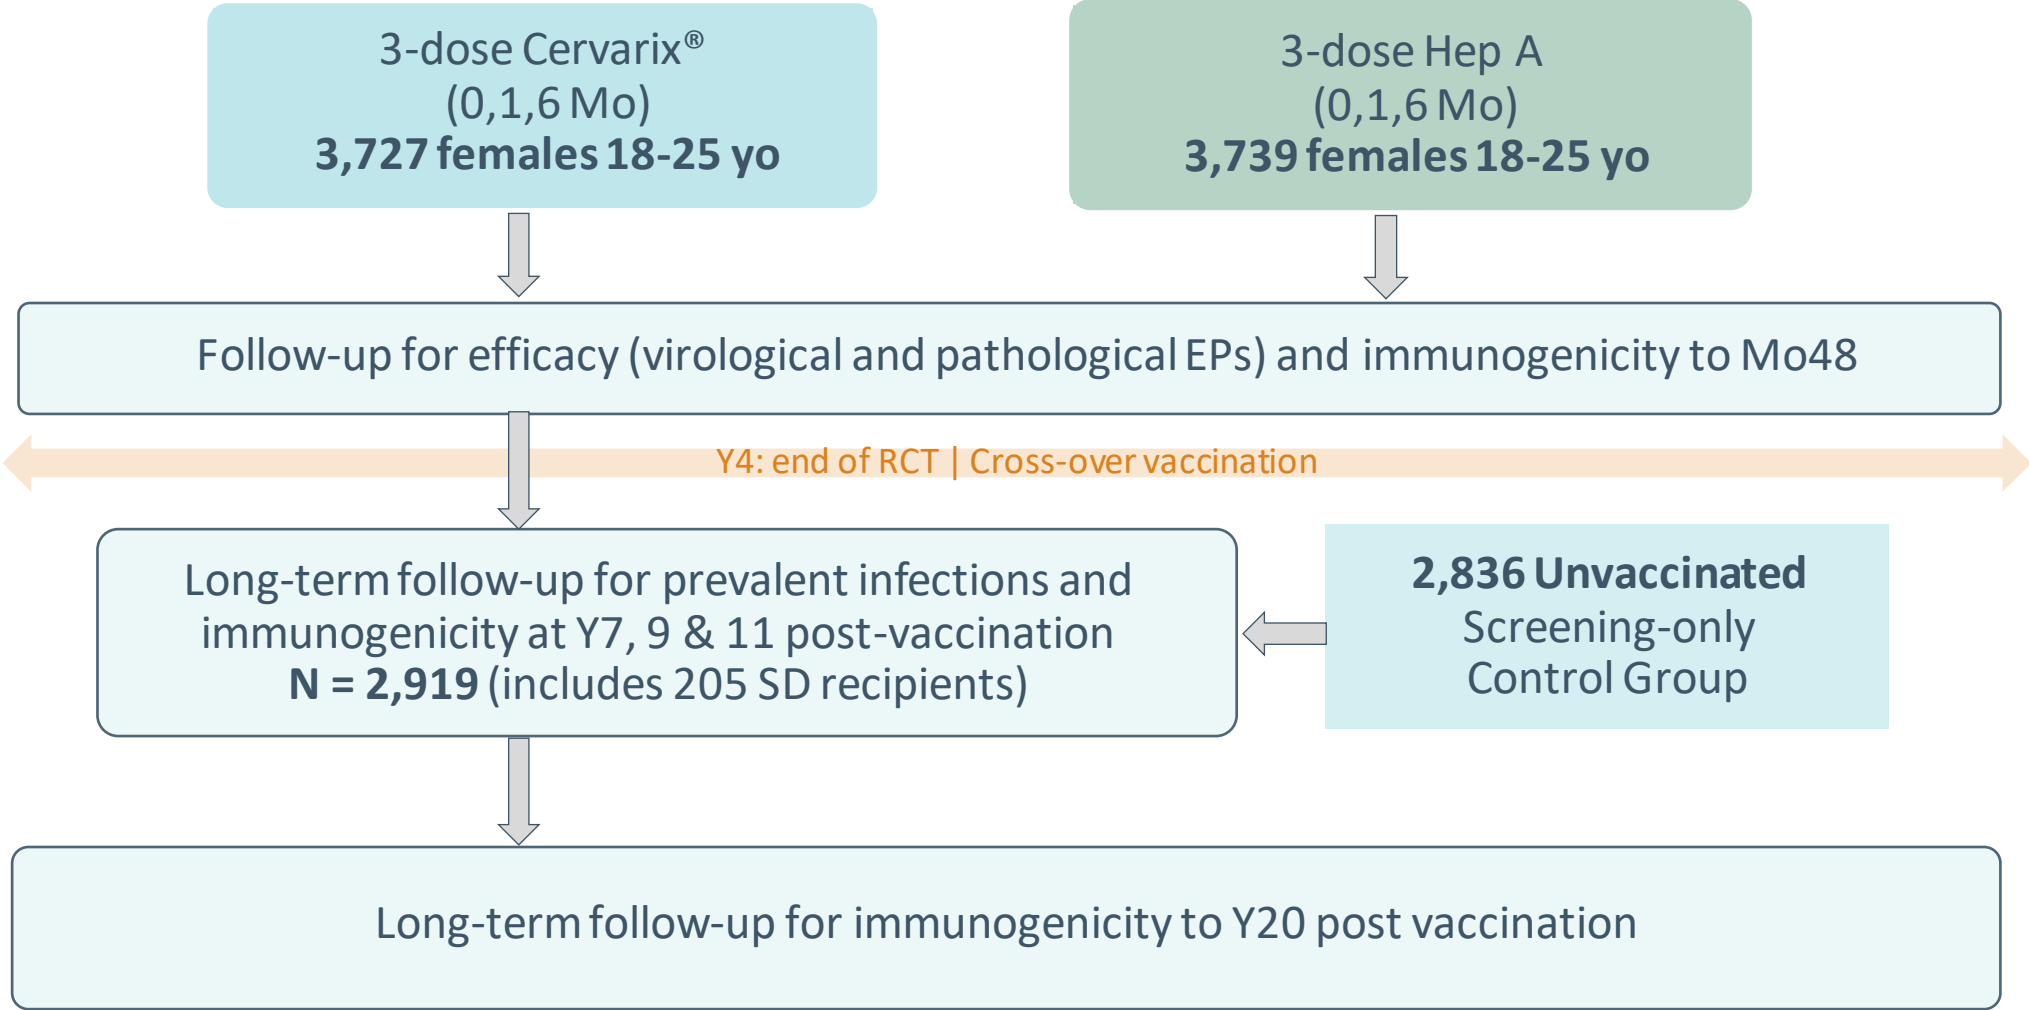 3-dose Cervarix®
(0,1,6 Mo)
3,727 females 18-25 yo
3-dose Hep A
(0,1,6 Mo)
3,739 females 18-25 yo
Follow-up for efficacy (virological and pathological EPs) and immunogenicity to Mo48
Y4: end of RCT | Cross-over vaccination
Long-term follow-up for prevalent infections and
immunogenicity at Y7, 9 & 11 post-vaccination
N = 2,919 (includes 205 SD recipients)
2,836 Unvaccinated
Screening-only
Control Group
Long-term follow-up for immunogenicity to Y20 post vaccination